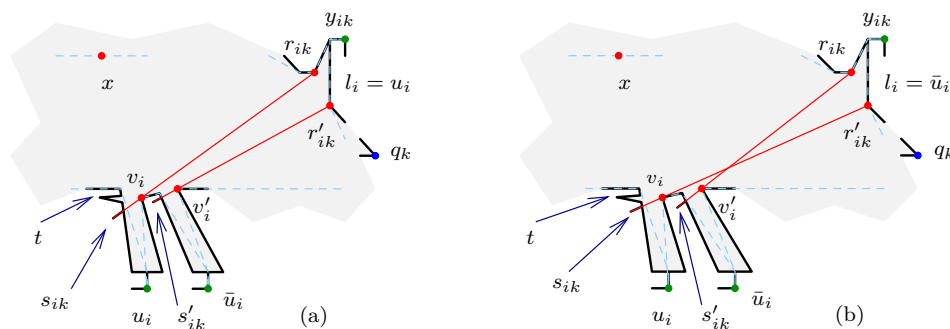 y_{ik} y_{ik}
r_{ik} r_{ik}
x l_i = u_i x l_i = ū_i
r'_{ik} r'_{ik}
q_k q_k
v_i v_i
v'_i v'_i
t t
s_{ik} s_{ik}
u_i s'_{ik} ū_i (a) u_i s'_{ik} ū_i (b)